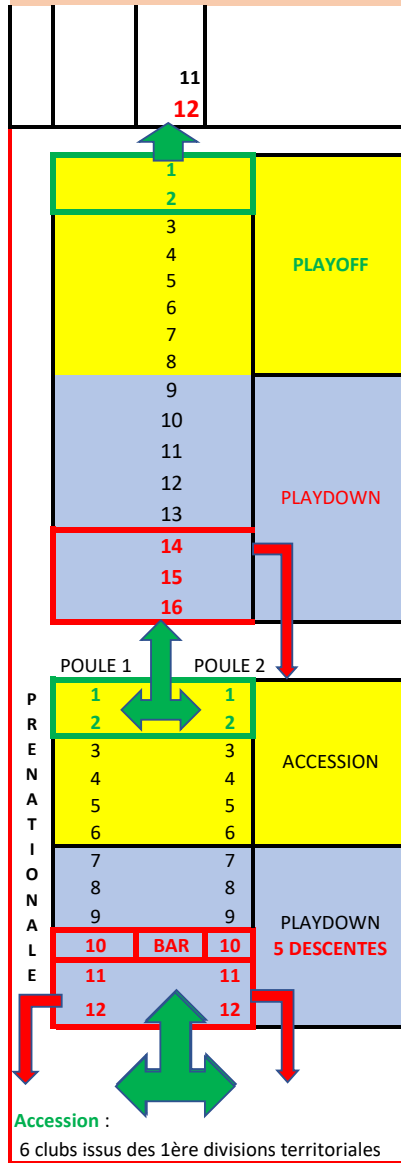 11
12
1
2
3
4
5
6
7
8
PLAYOFF
9
10
11
12
13
14
15
16
PLAYDOWN
POULE 1 POULE 2
PRENATIONALE
1 1
2 2
3 3
4 4
5 5
6 6
ACCESSION
7 7
8 8
9 9
10 BAR 10
11 11
12 12
PLAYDOWN
5 DESCENTES
Accession :
6 clubs issus des 1ère divisions territoriales